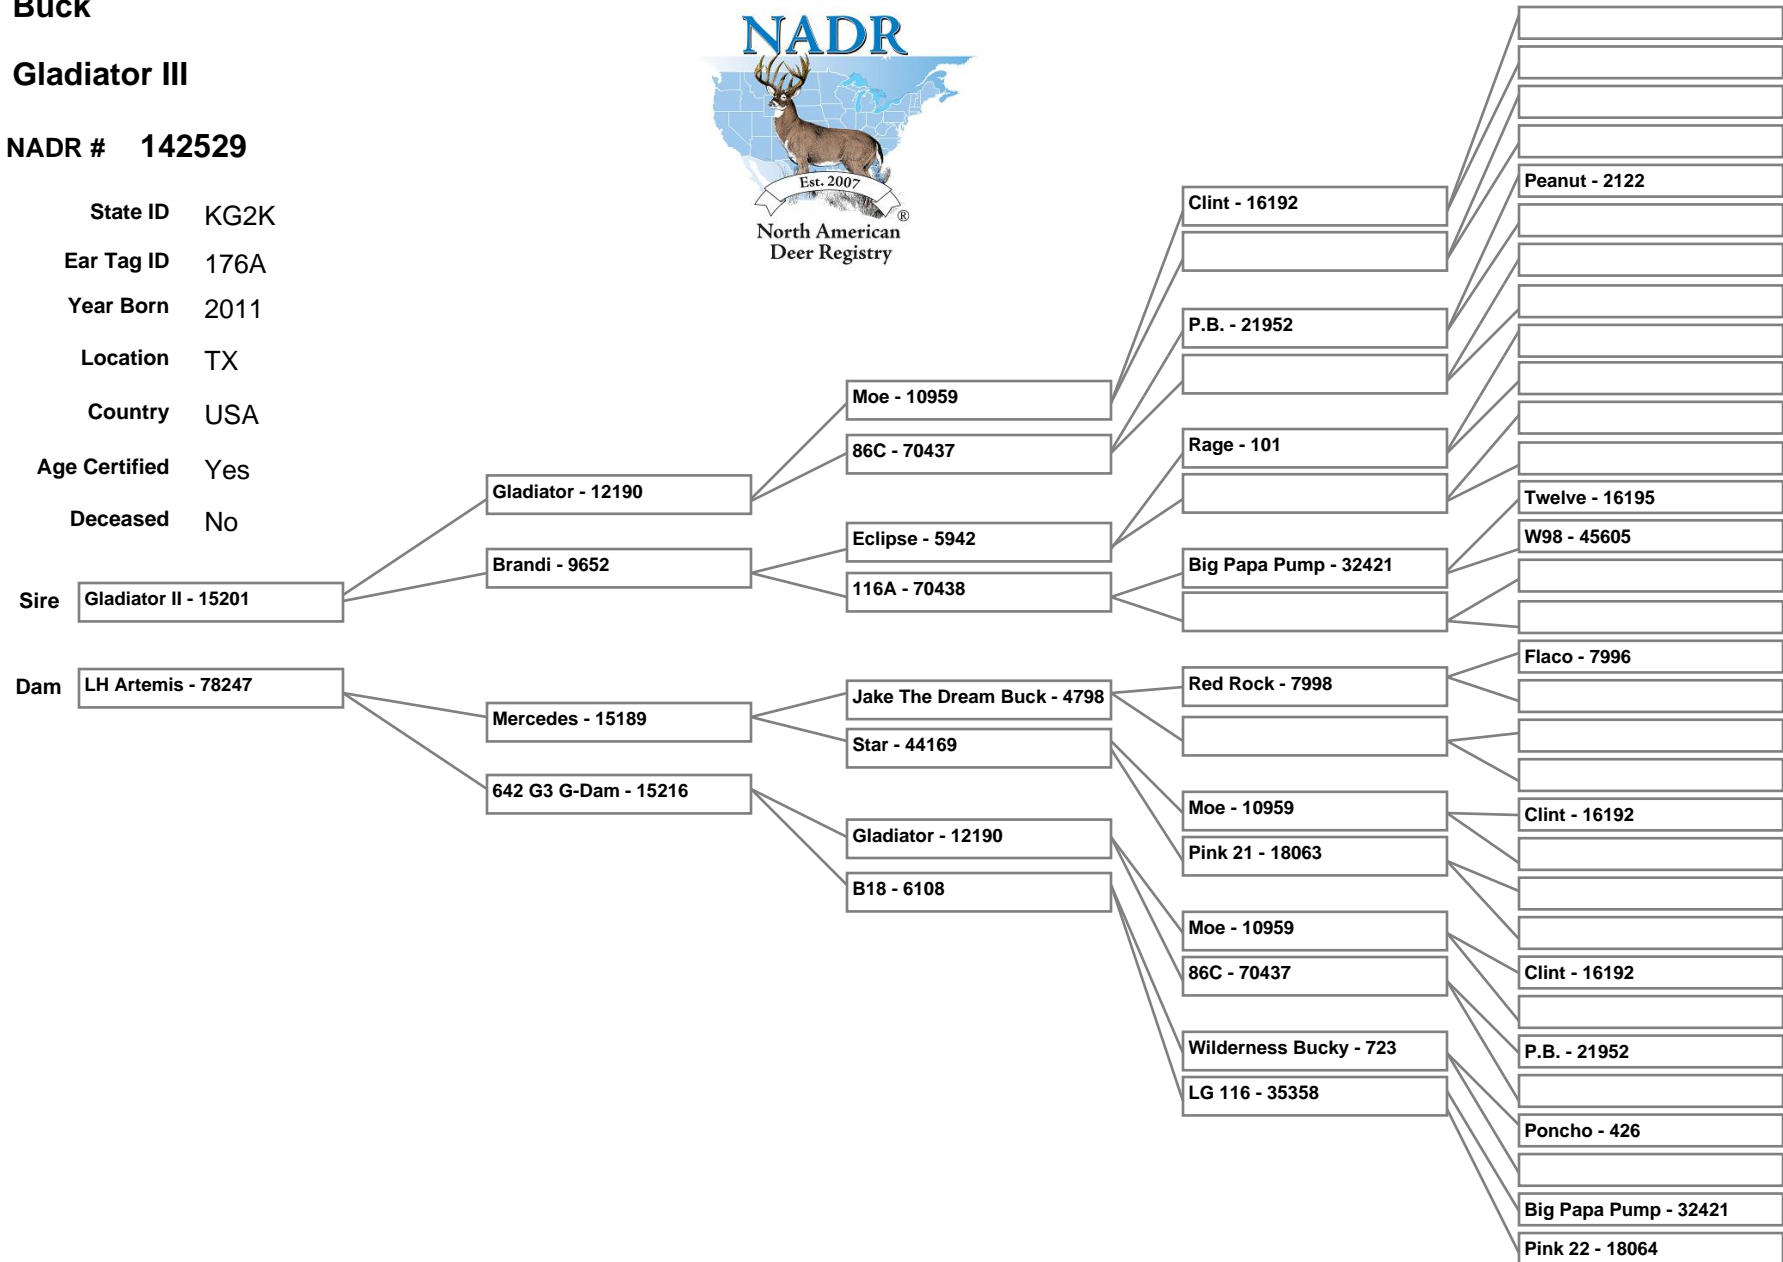 Buck
Gladiator III
NADR # 142529
State ID KG2K
Ear Tag ID 176A
Year Born 2011
Location TX
Country USA
Age Certified Yes
Deceased No
NADR
Est. 2007
®
North American
Deer Registry
Sire Gladiator II - 15201
Dam LH Artemis - 78247
Gladiator - 12190
Brandi - 9652
Mercedes - 15189
642 G3 G-Dam - 15216
Moe - 10959
86C - 70437
Eclipse - 5942
116A - 70438
Jake The Dream Buck - 4798
Star - 44169
Gladiator - 12190
B18 - 6108
Clint - 16192
P.B. - 21952
Rage - 101
Big Papa Pump - 32421
Red Rock - 7998
Moe - 10959
Pink 21 - 18063
Moe - 10959
86C - 70437
Wilderness Bucky - 723
LG 116 - 35358
Peanut - 2122
Twelve - 16195
W98 - 45605
Flaco - 7996
Clint - 16192
Clint - 16192
P.B. - 21952
Poncho - 426
Big Papa Pump - 32421
Pink 22 - 18064